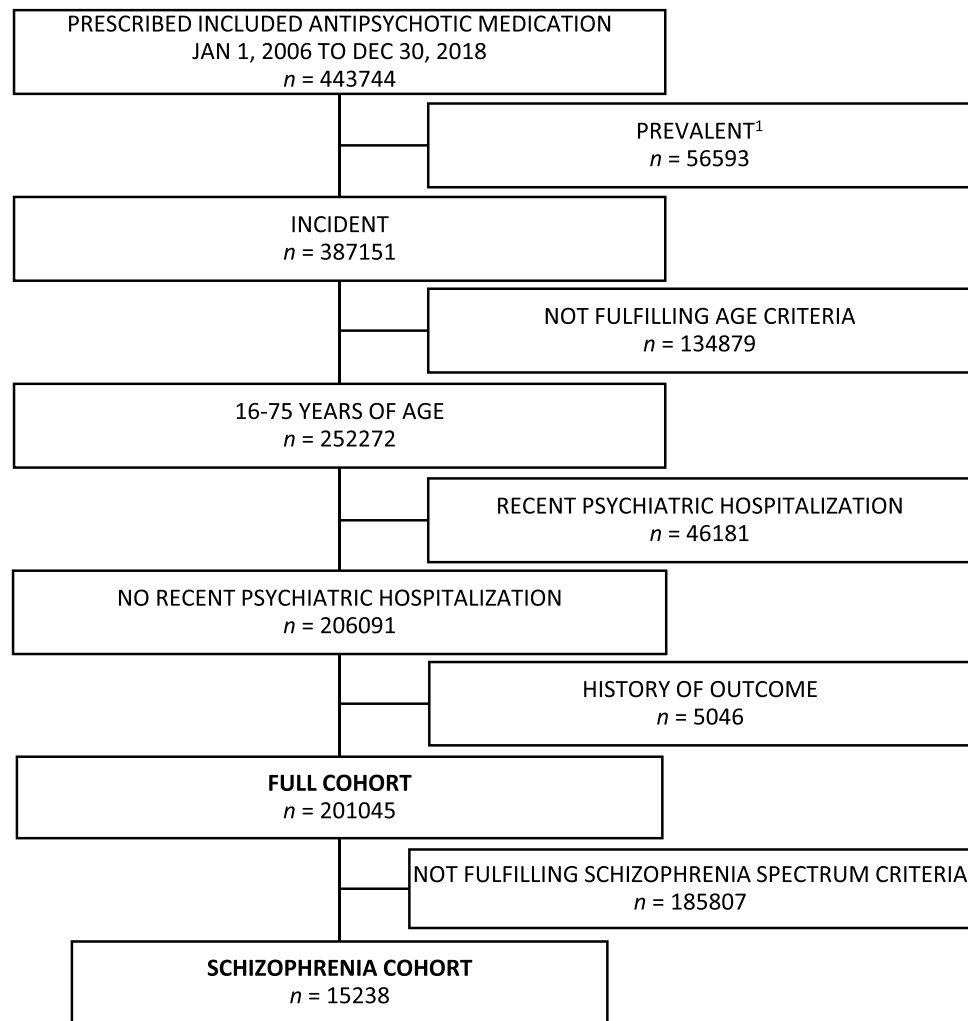 PRESCRIBED INCLUDED ANTIPSYCHOTIC MEDICATION
JAN 1, 2006 TO DEC 30, 2018
n = 443744
PREVALENT¹
n = 56593
INCIDENT
n = 387151
NOT FULFILLING AGE CRITERIA
n = 134879
16-75 YEARS OF AGE
n = 252272
RECENT PSYCHIATRIC HOSPITALIZATION
n = 46181
NO RECENT PSYCHIATRIC HOSPITALIZATION
n = 206091
HISTORY OF OUTCOME
n = 5046
FULL COHORT
n = 201045
NOT FULFILLING SCHIZOPHRENIA SPECTRUM CRITERIA
n = 185807
SCHIZOPHRENIA COHORT
n = 15238